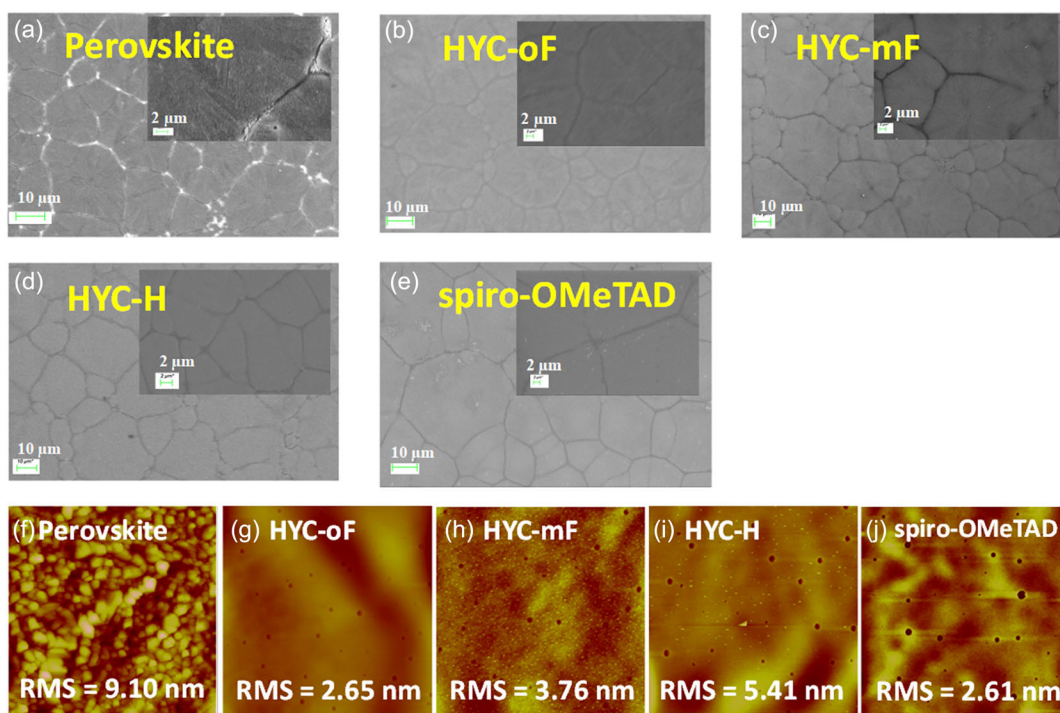 (a) Perovskite
2 μm
10 μm
(b) HYC-oF
2 μm
10 μm
(c) HYC-mF
2 μm
10 μm
(d) HYC-H
2 μm
10 μm
(e) spiro-OMeTAD
2 μm
10 μm
(f) Perovskite
RMS = 9.10 nm
(g) HYC-oF
RMS = 2.65 nm
(h) HYC-mF
RMS = 3.76 nm
(i) HYC-H
RMS = 5.41 nm
(j) spiro-OMeTAD
RMS = 2.61 nm